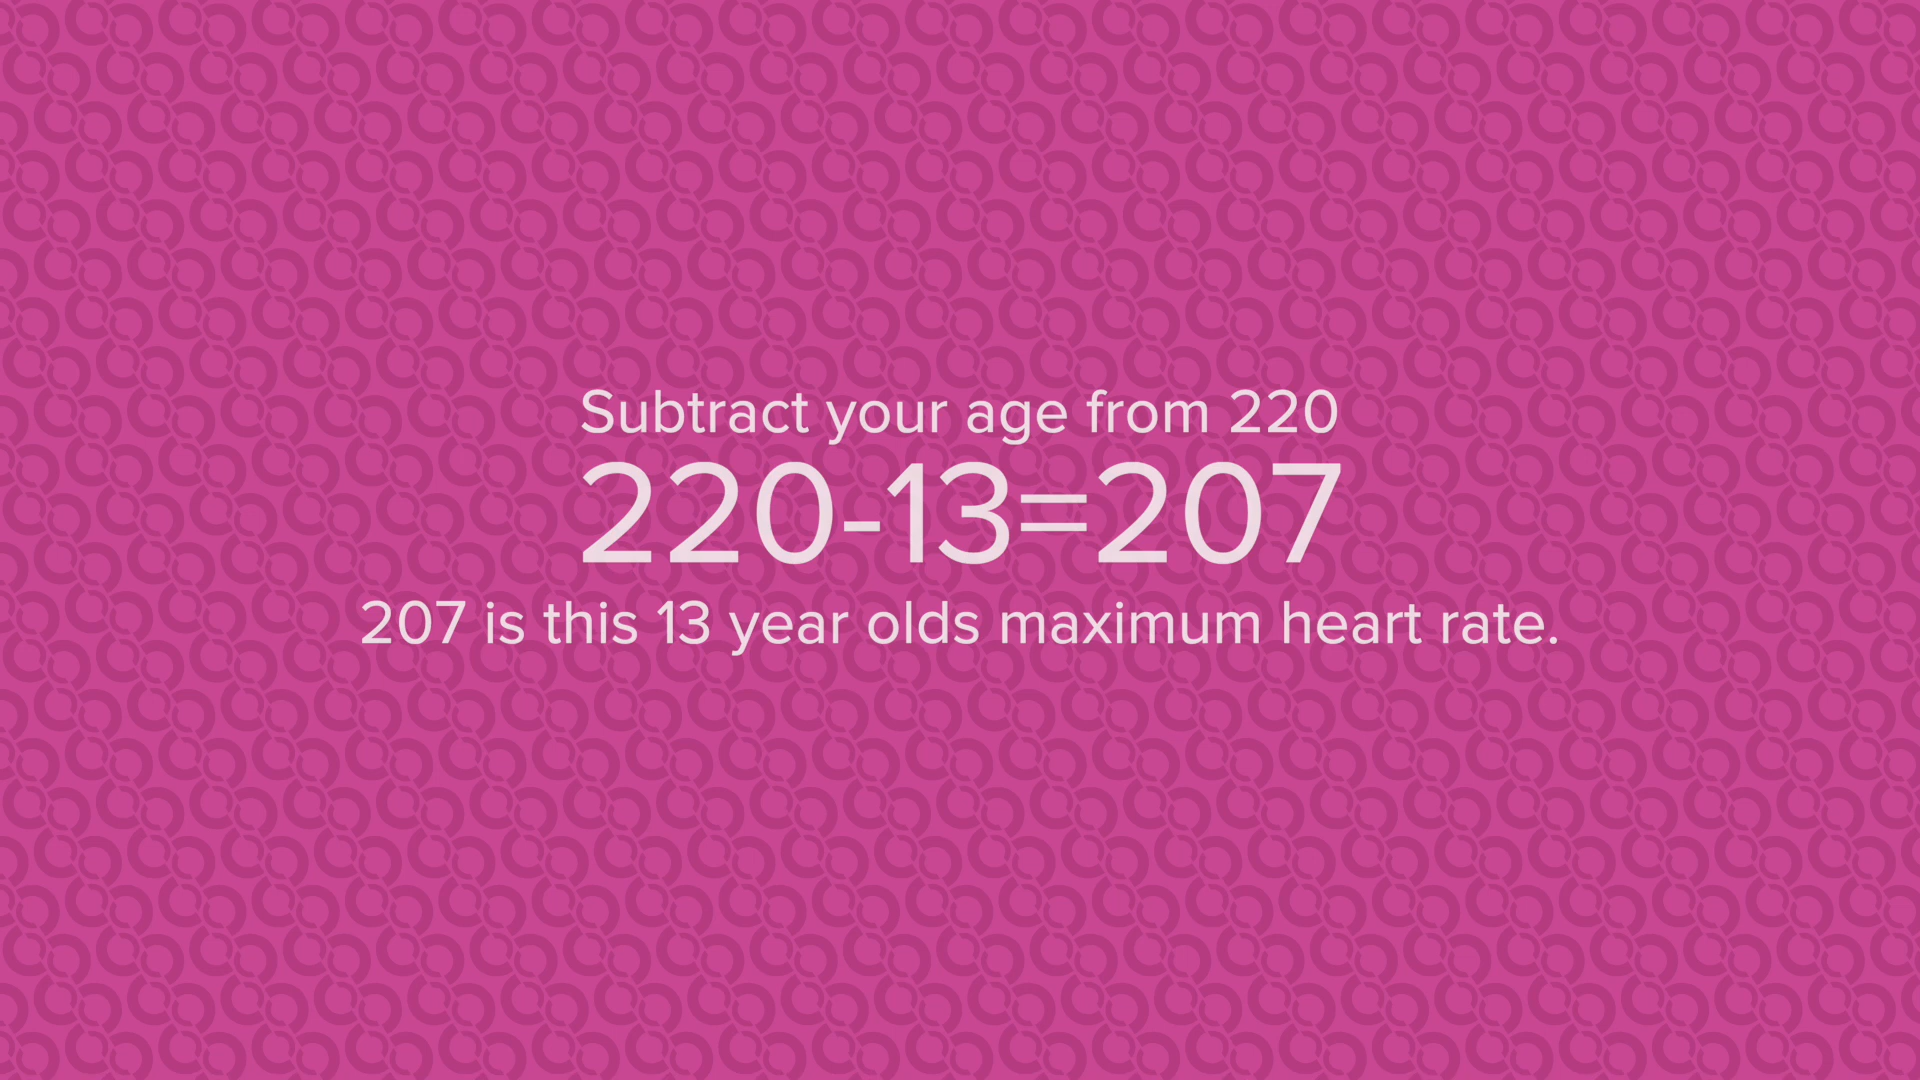 Subtract your age from 220
220-13=207
207 is this 13 year olds maximum heart rate.